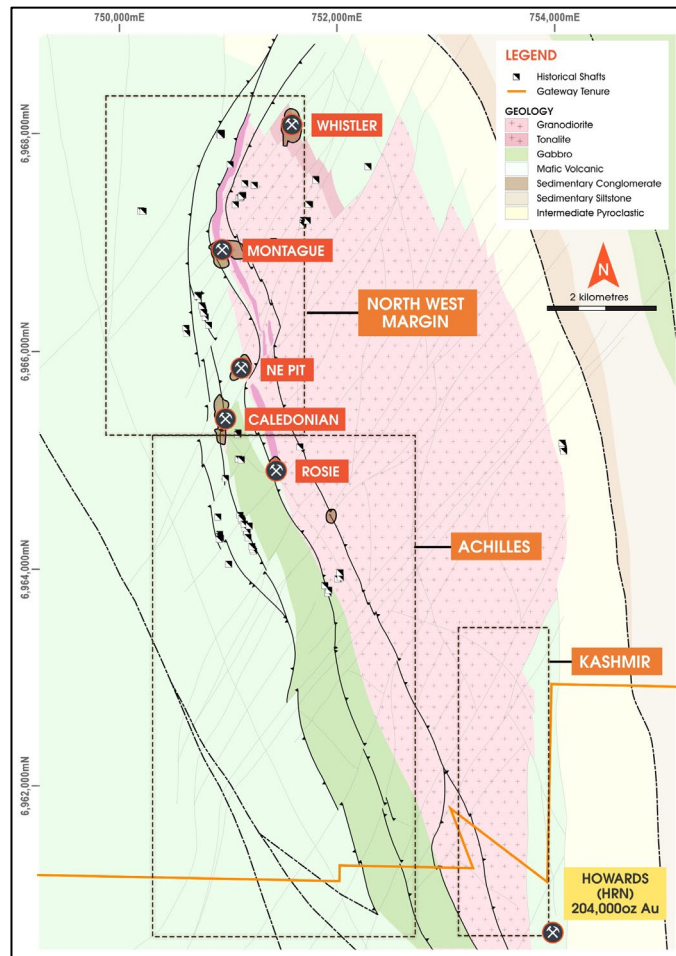 750,000mE
752,000mE
754,000mE
6,968,000mN
6,966,000mN
6,964,000mN
6,962,000mN
LEGEND
Historical Shafts
Gateway Tenure
GEOLOGY
Granodiorite
Tonalite
Gabbro
Mafic Volcanic
Sedimentary Conglomerate
Sedimentary Siltstone
Intermediate Pyroclastic
N
2 kilometres
WHISTLER
MONTAGUE
NORTH WEST
MARGIN
NE PIT
CALEDONIAN
ROSIE
ACHILLES
KASHMIR
HOWARDS
(HRN)
204,000oz Au